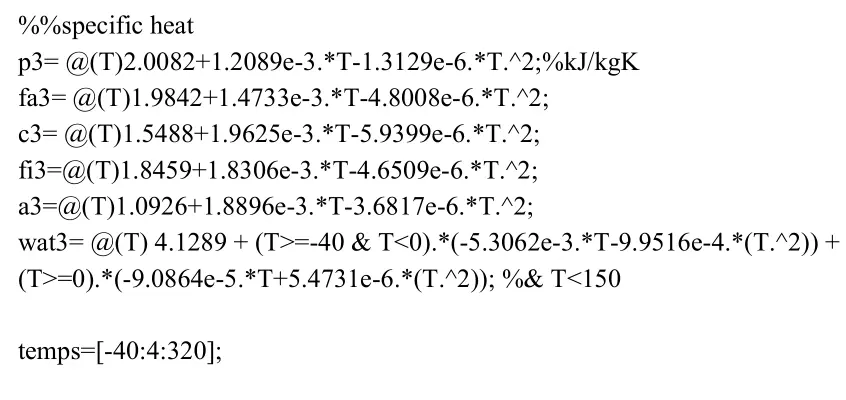 %%specific heat
p3= @(T)2.0082+1.2089e-3.*T-1.3129e-6.*T.^2;%kJ/kgK
fa3= @(T)1.9842+1.4733e-3.*T-4.8008e-6.*T.^2;
c3= @(T)1.5488+1.9625e-3.*T-5.9399e-6.*T.^2;
fi3=@(T)1.8459+1.8306e-3.*T-4.6509e-6.*T.^2;
a3=@(T)1.0926+1.8896e-3.*T-3.6817e-6.*T.^2;
wat3= @(T) 4.1289 + (T>=-40 & T<0).*(-5.3062e-3.*T-9.9516e-4.*(T.^2)) +
(T>=0).*(-9.0864e-5.*T+5.4731e-6.*(T.^2)); %& T<150
temps=[-40:4:320];